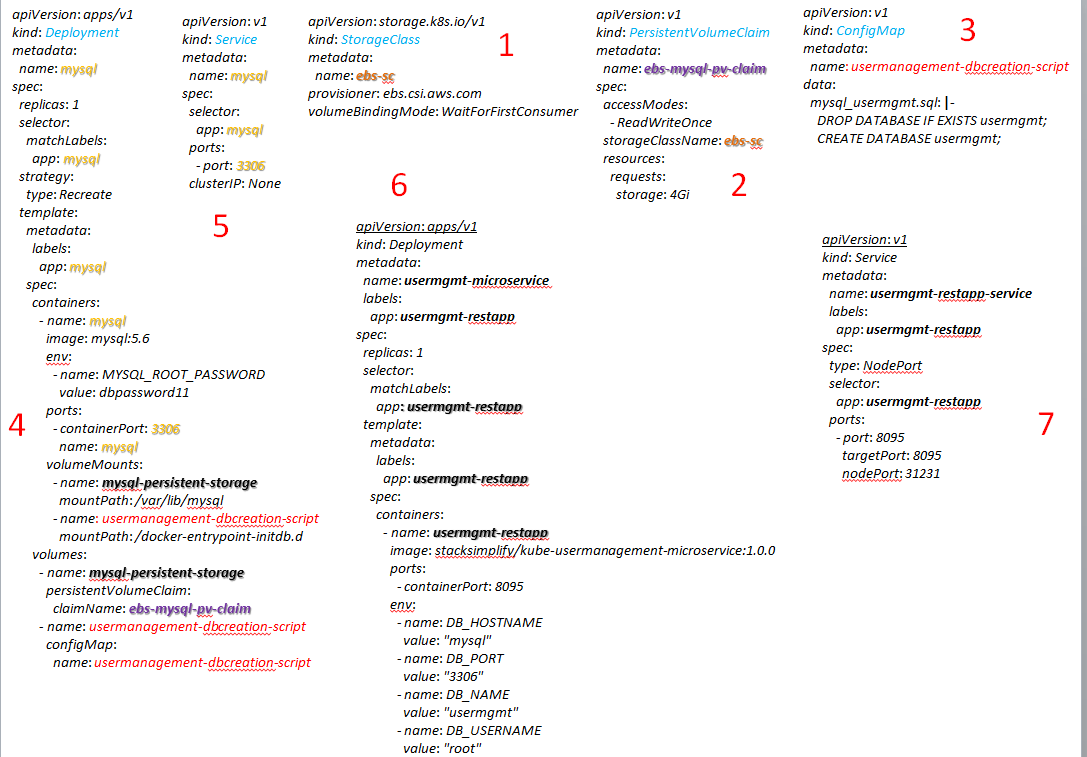 apiVersion: apps/v1
kind: Deployment
metadata:
  name: mysql
spec:
  replicas: 1
  selector:
    matchLabels:
      app: mysql
  strategy:
    type: Recreate
  template:
    metadata:
      labels:
        app: mysql
    spec:
      containers:
        - name: mysql
          image: mysql:5.6
          env:
            - name: MYSQL_ROOT_PASSWORD
              value: dbpassword11
          ports:
            - containerPort: 3306
              name: mysql
          volumeMounts:
            - name: mysql-persistent-storage
              mountPath: /var/lib/mysql
            - name: usermanagement-dbcreation-script
              mountPath: /docker-entrypoint-initdb.d
      volumes:
        - name: mysql-persistent-storage
          persistentVolumeClaim:
            claimName: ebs-mysql-pv-claim
        - name: usermanagement-dbcreation-script
          configMap:
            name: usermanagement-dbcreation-script
4
apiVersion: v1
kind: Service
metadata:
  name: mysql
spec:
  selector:
    app: mysql
  ports:
    - port: 3306
  clusterIP: None
5
apiVersion: storage.k8s.io/v1
kind: StorageClass
metadata:
  name: ebs-sc
provisioner: ebs.csi.aws.com
volumeBindingMode: WaitForFirstConsumer
1
apiVersion: v1
kind: PersistentVolumeClaim
metadata:
  name: ebs-mysql-pv-claim
spec:
  accessModes:
    - ReadWriteOnce
  storageClassName: ebs-sc
  resources:
    requests:
      storage: 4Gi
2
apiVersion: v1
kind: ConfigMap
metadata:
  name: usermanagement-dbcreation-script
data:
  mysql_usermgmt.sql: |-
    DROP DATABASE IF EXISTS usermgmt;
    CREATE DATABASE usermgmt;
3
6
apiVersion: apps/v1
kind: Deployment
metadata:
  name: usermgmt-microservice
  labels:
    app: usermgmt-restapp
spec:
  replicas: 1
  selector:
    matchLabels:
      app: usermgmt-restapp
  template:
    metadata:
      labels:
        app: usermgmt-restapp
    spec:
      containers:
        - name: usermgmt-restapp
          image: stacksimplify/kube-usermanagement-microservice:1.0.0
          ports:
            - containerPort: 8095
          env:
            - name: DB_HOSTNAME
              value: "mysql"
            - name: DB_PORT
              value: "3306"
            - name: DB_NAME
              value: "usermgmt"
            - name: DB_USERNAME
              value: "root"
apiVersion: v1
kind: Service
metadata:
  name: usermgmt-restapp-service
  labels:
    app: usermgmt-restapp
spec:
  type: NodePort
  selector:
    app: usermgmt-restapp
  ports:
    - port: 8095
      targetPort: 8095
      nodePort: 31231
7